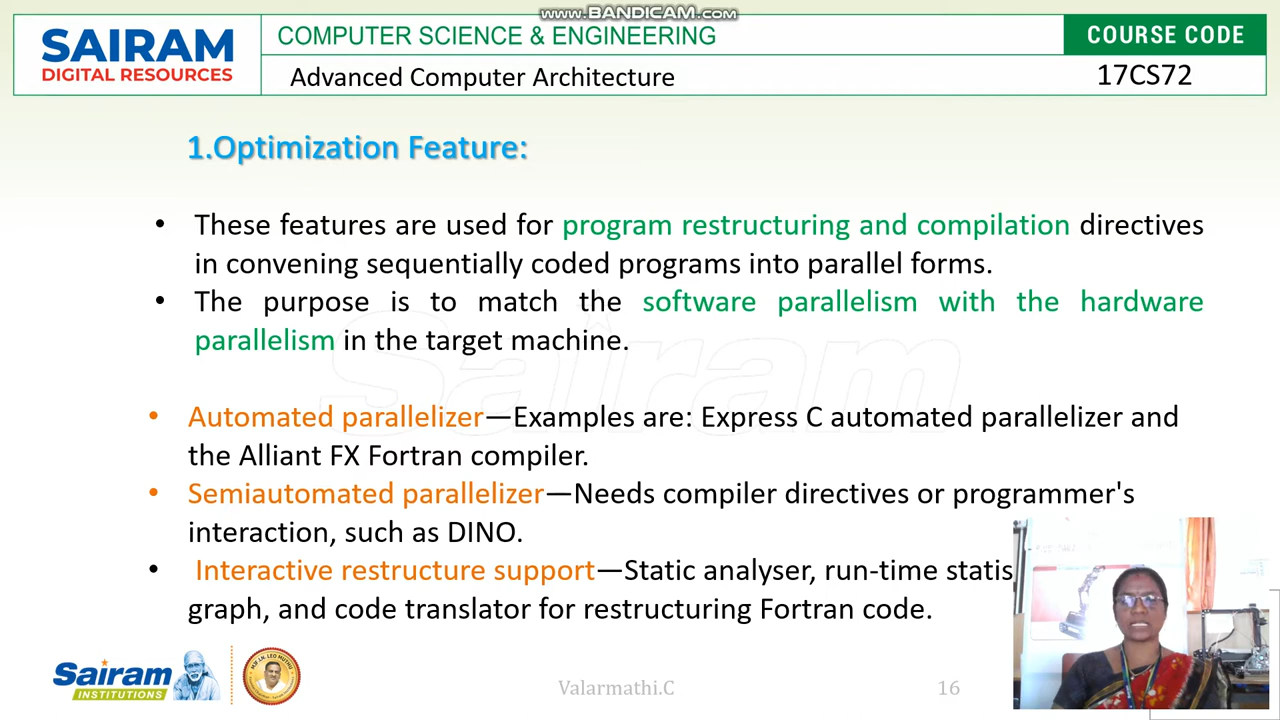 www.BANDICAM.com
SAIRAM
DIGITAL RESOURCES
COMPUTER SCIENCE & ENGINEERING
COURSE CODE
Advanced Computer Architecture
17CS72
1.Optimization Feature:
• These features are used for program restructuring and compilation directives
in convening sequentially coded programs into parallel forms.
• The purpose is to match the software parallelism with the hardware
parallelism in the target machine.
• Automated parallelizer—Examples are: Express C automated parallelizer and
the Alliant FX Fortran compiler.
• Semiautomated parallelizer—Needs compiler directives or programmer's
interaction, such as DINO.
• Interactive restructure support—Static analyser, run-time statis
graph, and code translator for restructuring Fortran code.
Sairam
Sairam
INSTITUTIONS
MJF. LN. LEO MUTHU
Valarmathi.C
16